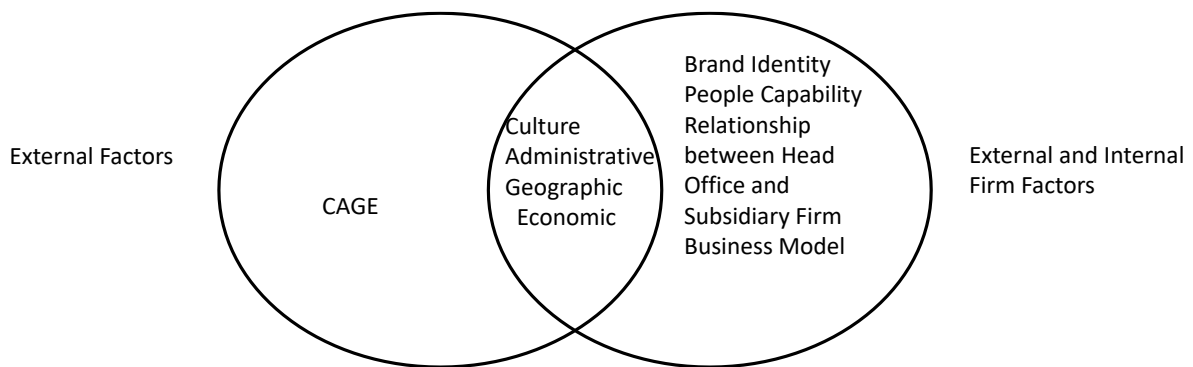 External Factors
CAGE
Culture
Administrative
Geographic
Economic
Brand Identity
People Capability
Relationship
between Head
Office and
Subsidiary Firm
Business Model
External and Internal
Firm Factors